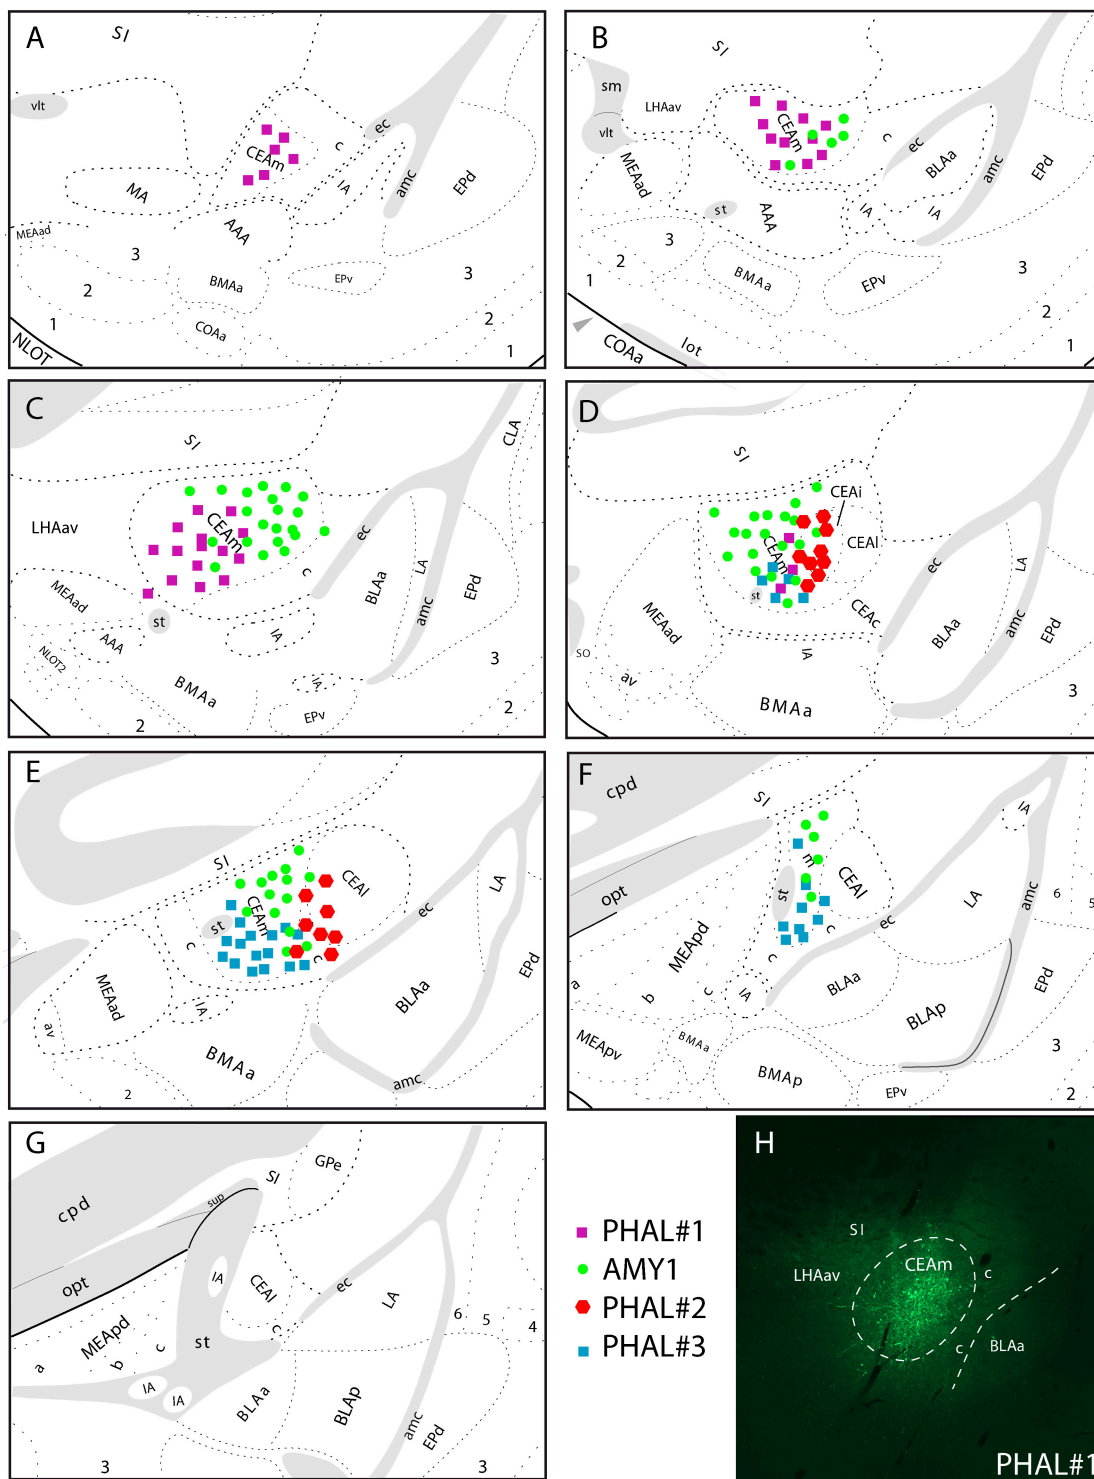 A
SI
vlt
ec
c
CEAm
IA
amc
EPd
MA
AAA
MEAad
3
BMAa
EPv
3
2
COAa
2
1
1
NLOT
B
SI
sm
LHAav
vlt
CEAm
c
ec
BLAa
amc
EPd
MEAad
st
AAA
IA
IA
3
2
1
BMAa
EPv
3
2
1
COAa
lot
C
SI
CLA
LHAav
CEAm
ec
c
BLAa
LA
amc
EPd
MEAad
st
AAA
IA
NLOT2
BMAa
IA
EPv
3
2
2
D
SI
CEAi
CEAl
CEAm
ec
LA
st
CEAc
MEAad
BLAa
amc
EPd
SO
IA
av
BMAa
3
E
SI
CEAl
LA
CEAm
st
ec
c
c
MEAad
IA
BLAa
EPd
av
BMAa
amc
2
F
cpd
SI
IA
m
CEAl
st
opt
LA
amc
6
5
ec
c
MEApd
c
a
b
c
IA
BLAa
EPd
BLAp
MEApv
BMAa
3
BMAp
EPv
2
G
GPe
SI
sup
cpd
opt
IA
CEAl
ec
LA
6
5
4
c
MEApd
st
a
b
c
IA
IA
BLAa
BLAp
amc
EPd
3
3
PHAL#1
AMY1
PHAL#2
PHAL#3
H
SI
CEAm
LHAav
c
c
BLAa
PHAL#1